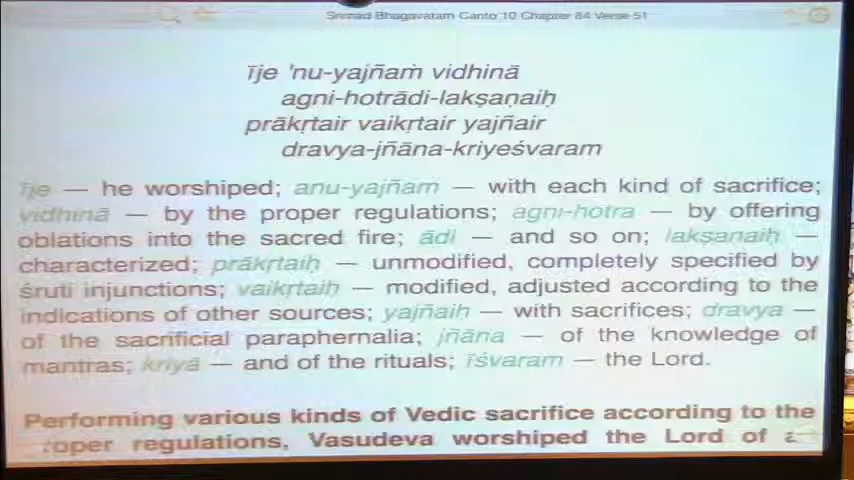 Srimad Bhagavatam Canto 10 Chapter 84 Verse 51
īje 'nu-yajñaṁ vidhinā
agni-hotrādi-lakṣaṇaiḥ
prākṛtair vaikṛtair yajñair
dravya-jñāna-kriyeśvaram
īje — he worshiped; anu-yajñam — with each kind of sacrifice;
vidhinā — by the proper regulations; agni-hotra — by offering
oblations into the sacred fire; ādi — and so on; lakṣaṇaiḥ —
characterized; prākṛtaiḥ — unmodified, completely specified by
śruti injunctions; vaikṛtaiḥ — modified, adjusted according to the
indications of other sources; yajñaiḥ — with sacrifices; dravya —
of the sacrificial paraphernalia; jñāna — of the knowledge of
mantras; kriyā — and of the rituals; īśvaram — the Lord.
Performing various kinds of Vedic sacrifice according to the
roper regulations, Vasudeva worshiped the Lord of a